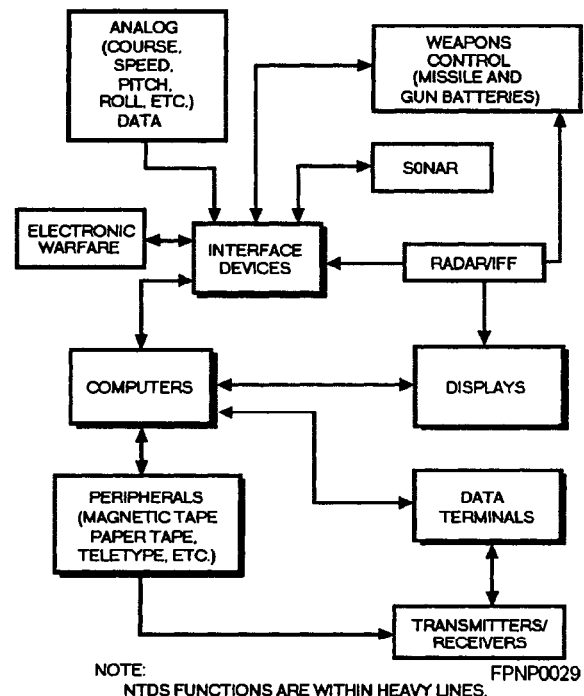 ANALOG
(COURSE,
SPEED,
PITCH,
ROLL, ETC.)
DATA
WEAPONS
CONTROL
(MISSILE AND
GUN BATTERIES)
SONAR
ELECTRONIC
WARFARE
INTERFACE
DEVICES
RADAR/IFF
COMPUTERS
DISPLAYS
PERIPHERALS
(MAGNETIC TAPE
PAPER TAPE,
TELETYPE, ETC.)
DATA
TERMINALS
TRANSMITTERS/
RECEIVERS
NOTE:
NTDS FUNCTIONS ARE WITHIN HEAVY LINES.
FPNP0029